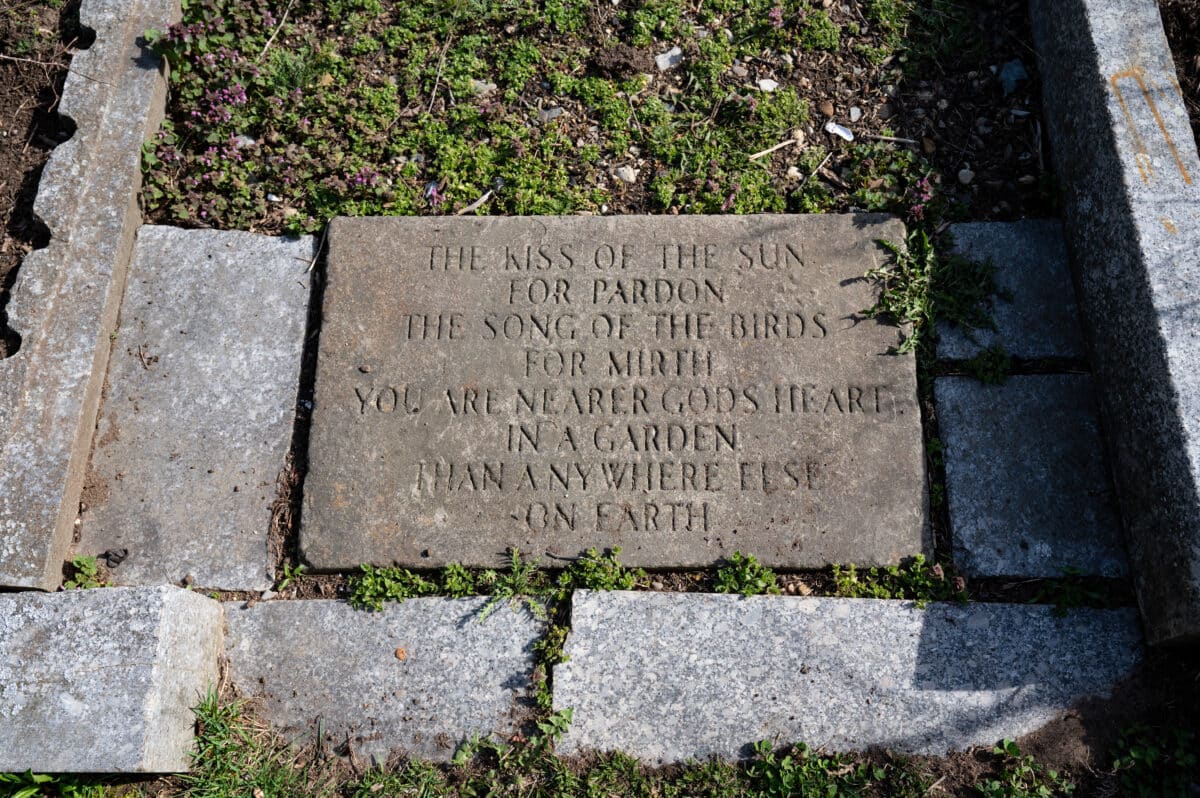 THE KISS OF THE SUN
FOR PARDON
THE SONG OF THE BIRDS
FOR MIRTH
YOU ARE NEARER GODS HEART
IN A GARDEN
THAN ANYWHERE ELSE
ON EARTH